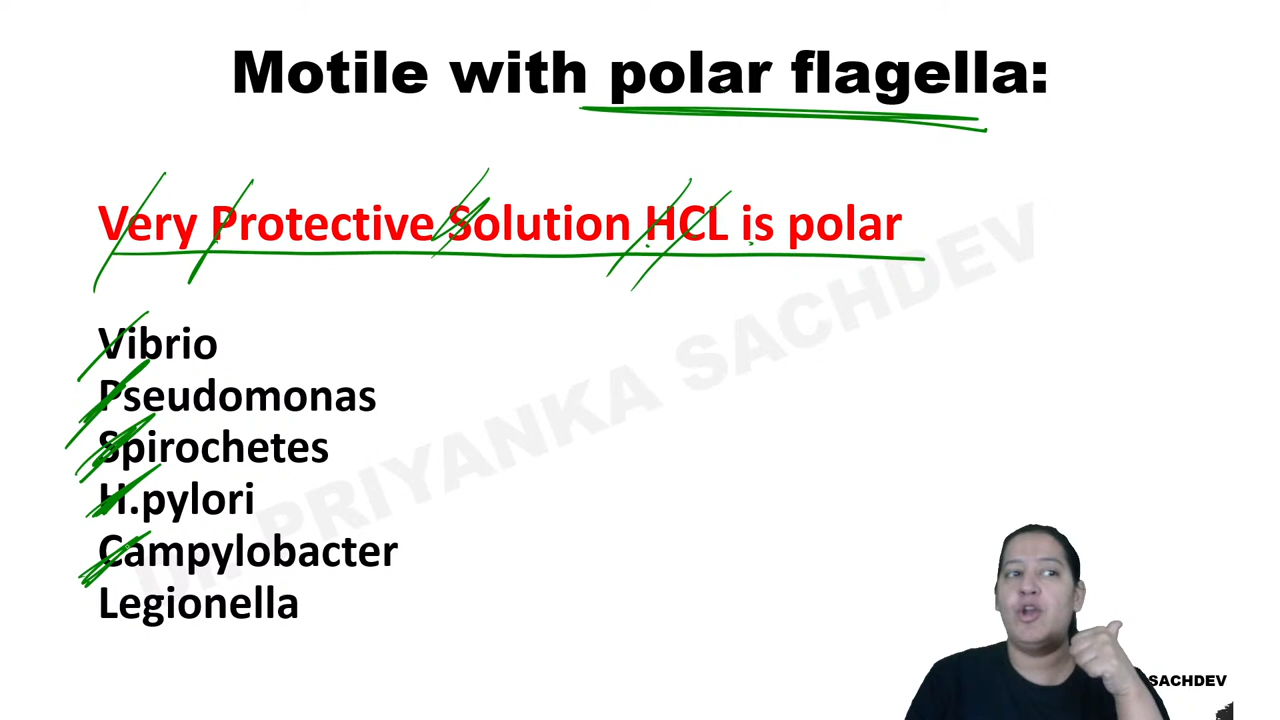 Motile with polar flagella:
Very Protective Solution HCL is polar
Vibrio
Pseudomonas
Spirochetes
H.pylori
Campylobacter
Legionella
DR. PRIYANKA SACHDEV
SACHDEV